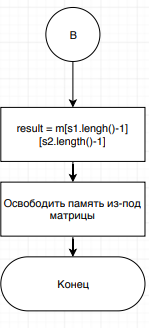 B
result = m[s1.lengh()-1]
[s2.length()-1]
Освободить память из-под
матрицы
Конец